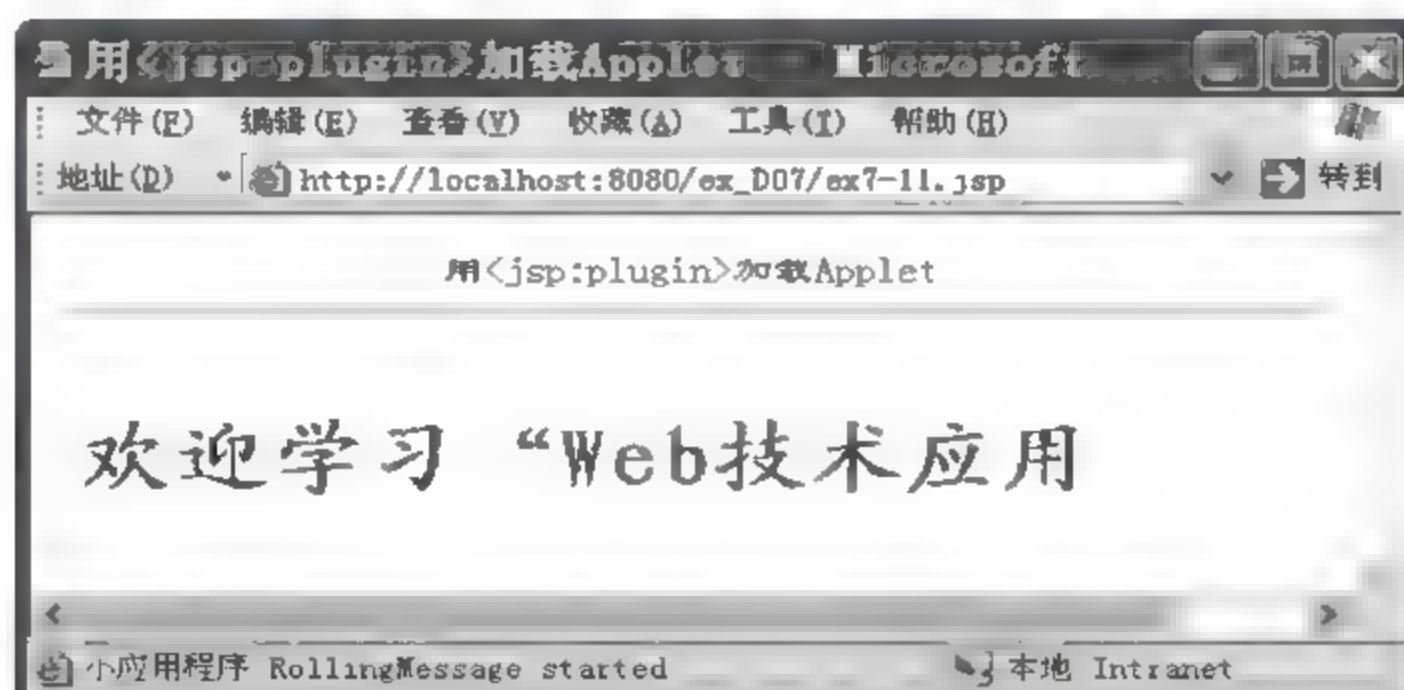 用<jsp:plugin>加载Applet Microsoft
文件(F) 编辑(E) 查看(V) 收藏(A) 工具(T) 帮助(H)
地址(D) http://localhost:8080/ex_D07/ex7-11.jsp 转到
用<jsp:plugin>加载Applet
欢迎学习 “Web技术应用
小应用程序 RollingMessage started 本地 Intranet